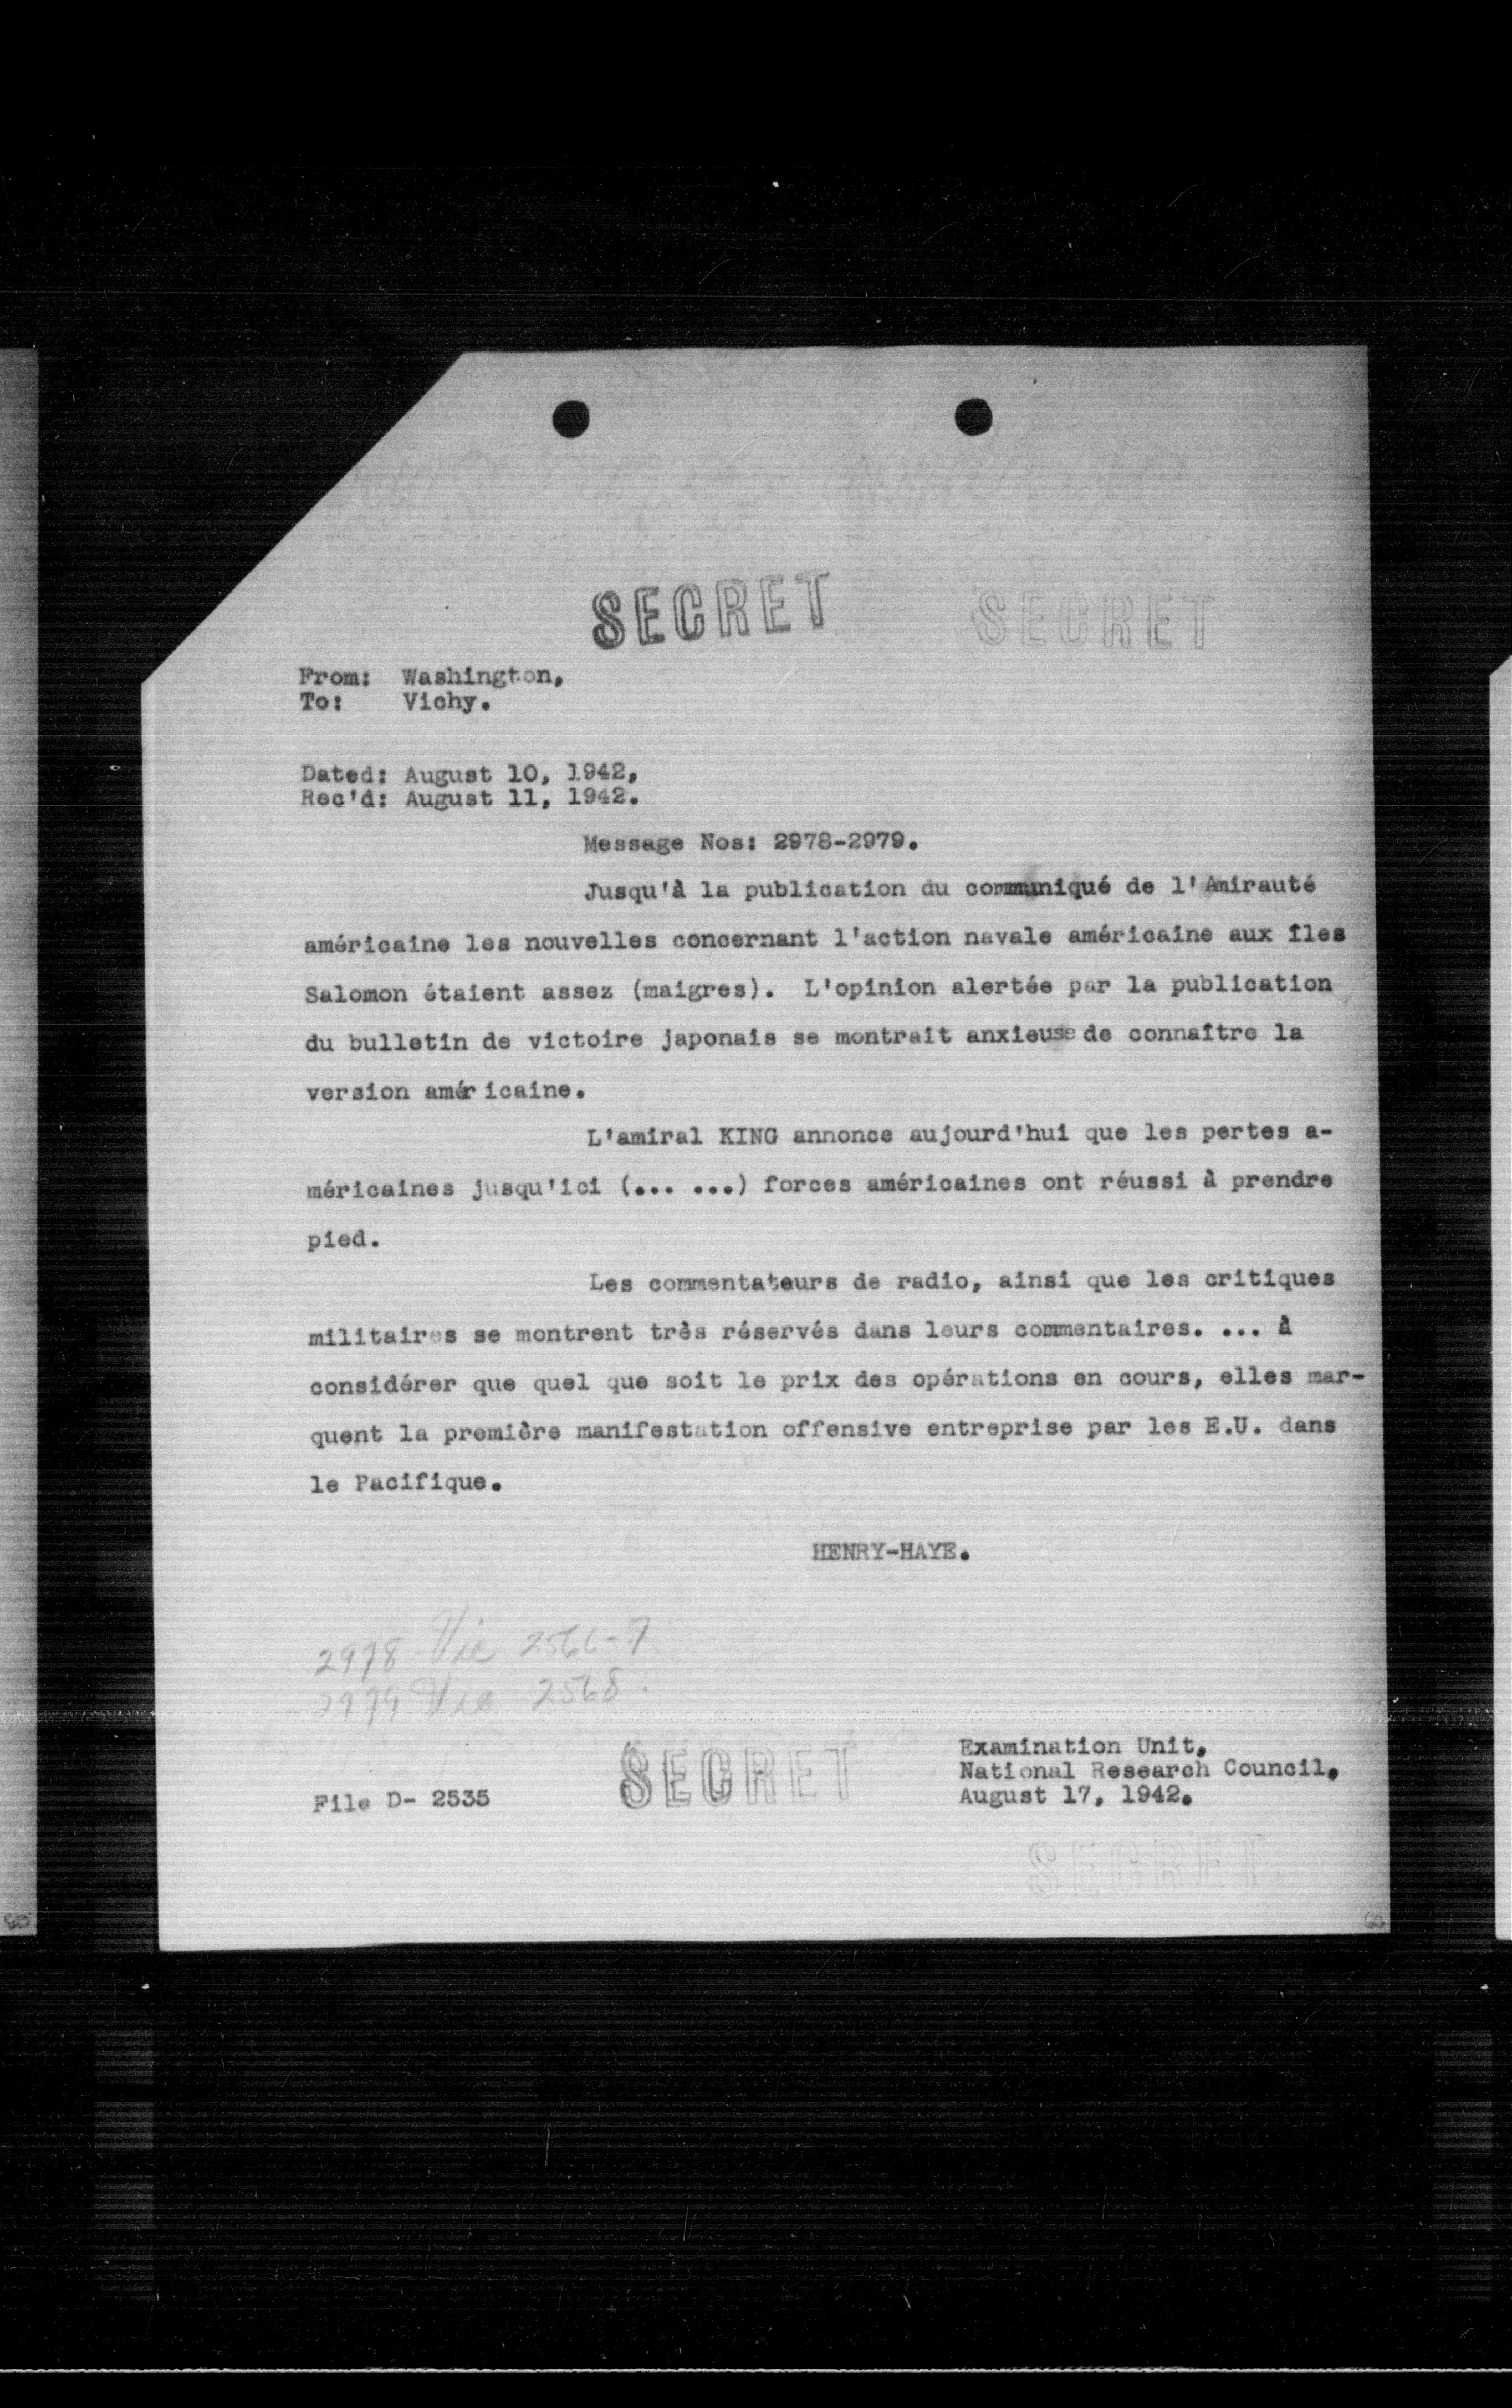 SECRET SECRET
From: Washington,
To: Vichy.
Dated: August 10, 1942,
Rec'd: August 11, 1942.
Message Nos: 2978-2979.
Jusqu'à la publication du communiqué de l'Amirauté
américaine les nouvelles concernant l'action navale américaine aux îles
Salomon étaient assez (maigres). L'opinion alertée par la publication
du bulletin de victoire japonais se montrait anxieuse de connaître la
version américaine.
L'amiral KING annonce aujourd'hui que les pertes a-
méricaines jusqu'ici (... ...) forces américaines ont réussi à prendre
pied.
Les commentateurs de radio, ainsi que les critiques
militaires se montrent très réservés dans leurs commentaires. ... à
considérer que quel que soit le prix des opérations en cours, elles mar-
quent la première manifestation offensive entreprise par les E.U. dans
le Pacifique.
HENRY-HAYE.
2978 Vic 2566-7
2979 Vic 2568.
SECRET
Examination Unit,
National Research Council,
August 17, 1942.
File D- 2535
SECRET